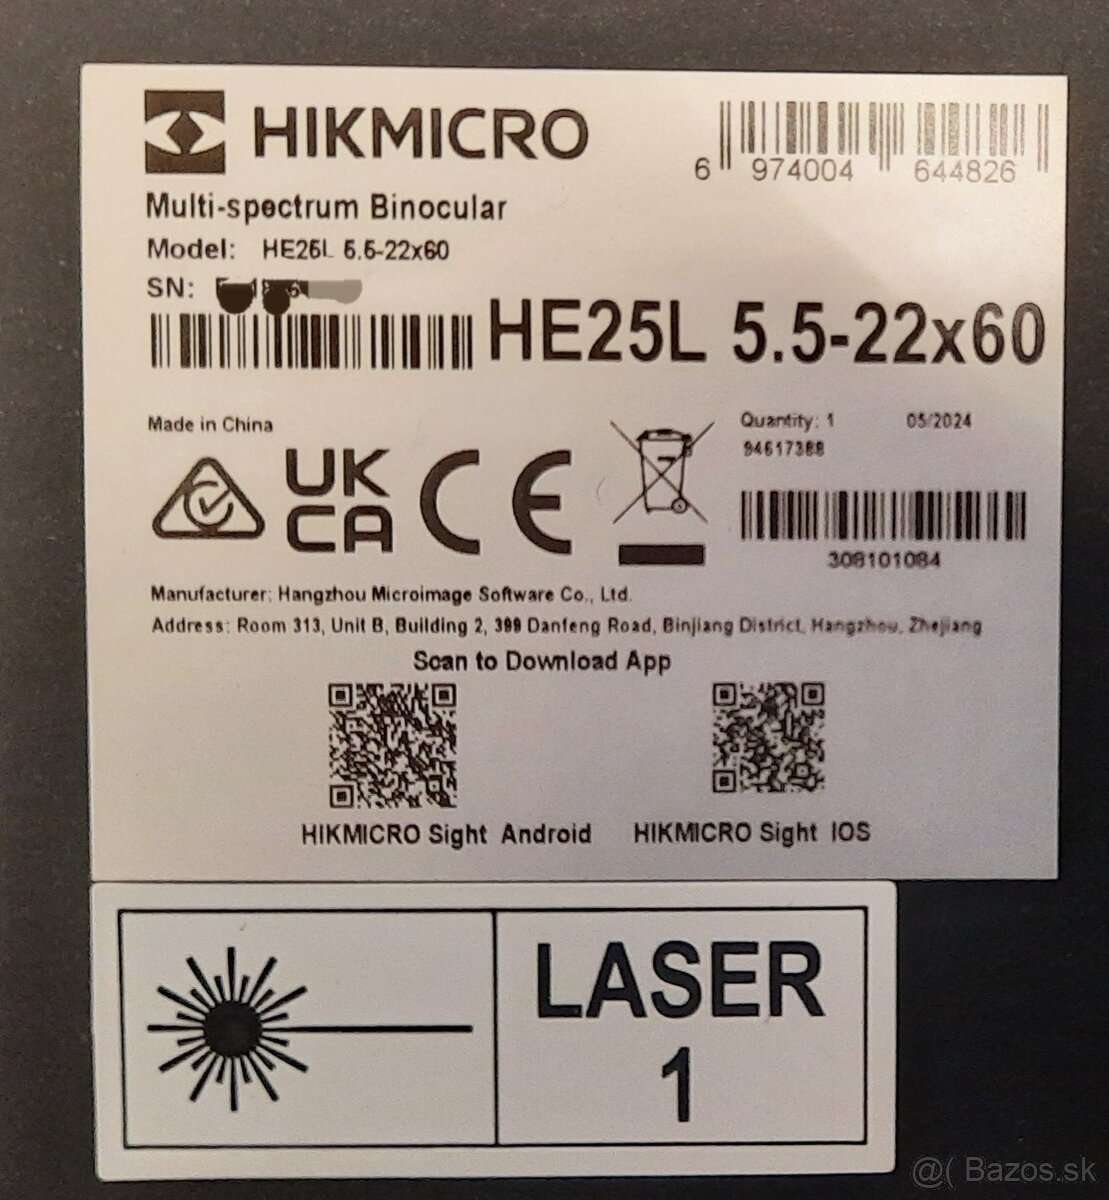 HIKMICRO
6 974004 644826
Multi-spectrum Binocular
Model: HE25L 5.5-22x60
SN:
HE25L 5.5-22x60
Made in China
Quantity: 1 05/2024
94617388
UK
CA
CE
308101084
Manufacturer: Hangzhou Microimage Software Co., Ltd.
Address: Room 313, Unit B, Building 2, 399 Danfeng Road, Binjiang District, Hangzhou, Zhejiang
Scan to Download App
HIKMICRO Sight Android HIKMICRO Sight IOS
LASER
1
@( Bazos.sk